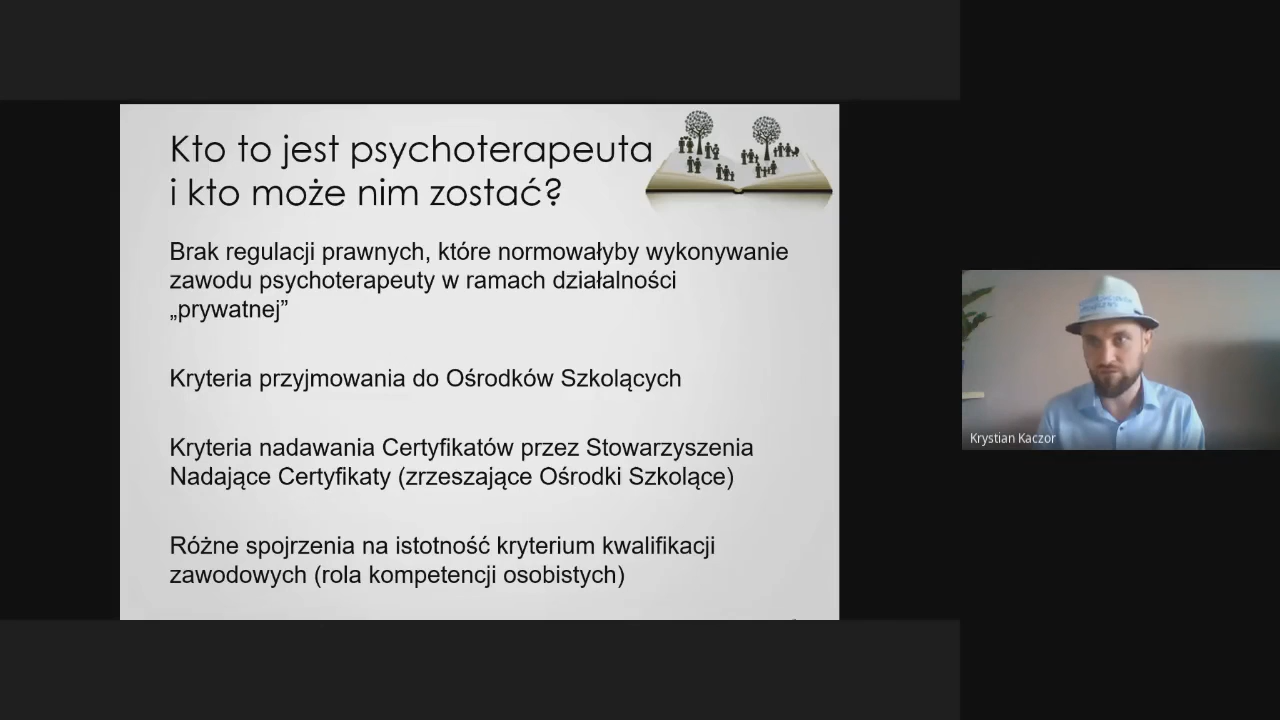 Kto to jest psychoterapeuta
i kto może nim zostać?
Brak regulacji prawnych, które normowałyby wykonywanie
zawodu psychoterapeuty w ramach działalności
„prywatnej”
Kryteria przyjmowania do Ośrodków Szkolących
Kryteria nadawania Certyfikatów przez Stowarzyszenia
Nadające Certyfikaty (zrzeszające Ośrodki Szkolące)
Różne spojrzenia na istotność kryterium kwalifikacji
zawodowych (rola kompetencji osobistych)
Krystian Kaczor